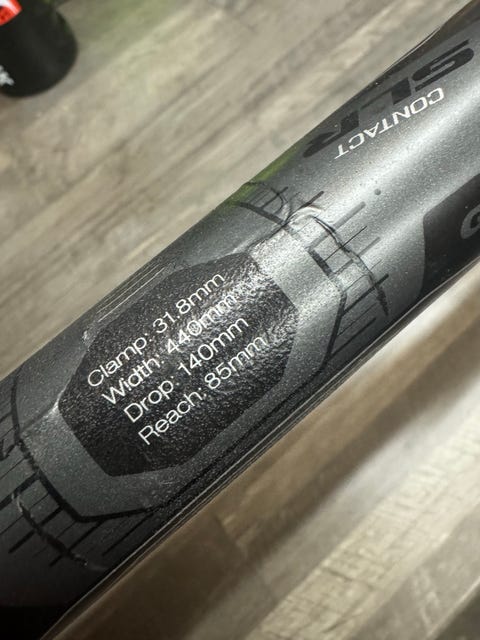 CONTACT
SLR
Clamp: 31.8mm
Width: 440mm
Drop: 140mm
Reach: 85mm